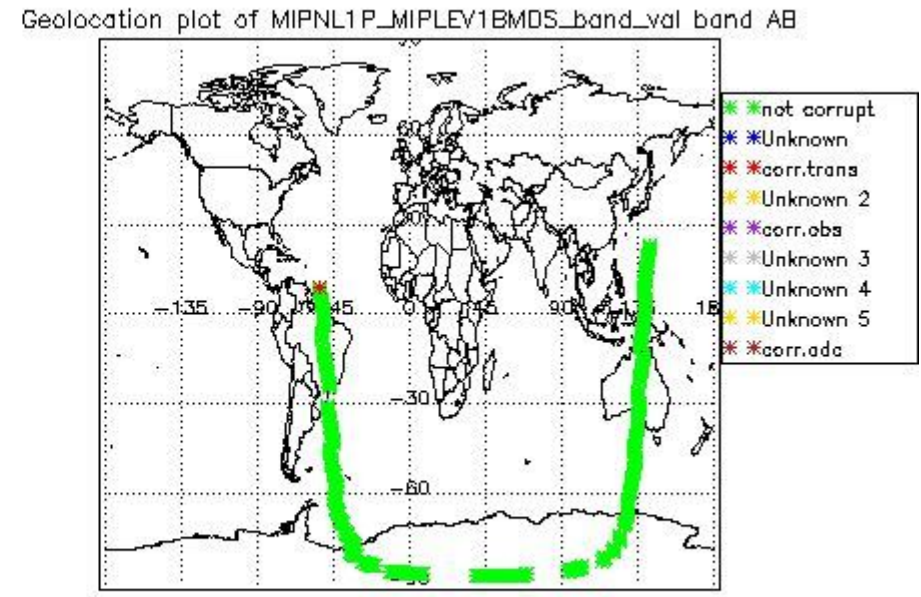 Geolocation plot of MIPNL1P_MIPLEV1BMDS_band_val band AB
not corrupt
Unknown
corr.trans
Unknown 2
corr.obs
Unknown 3
Unknown 4
Unknown 5
corr.adc
60
-135 -90 45 0 45 90
-30
-60